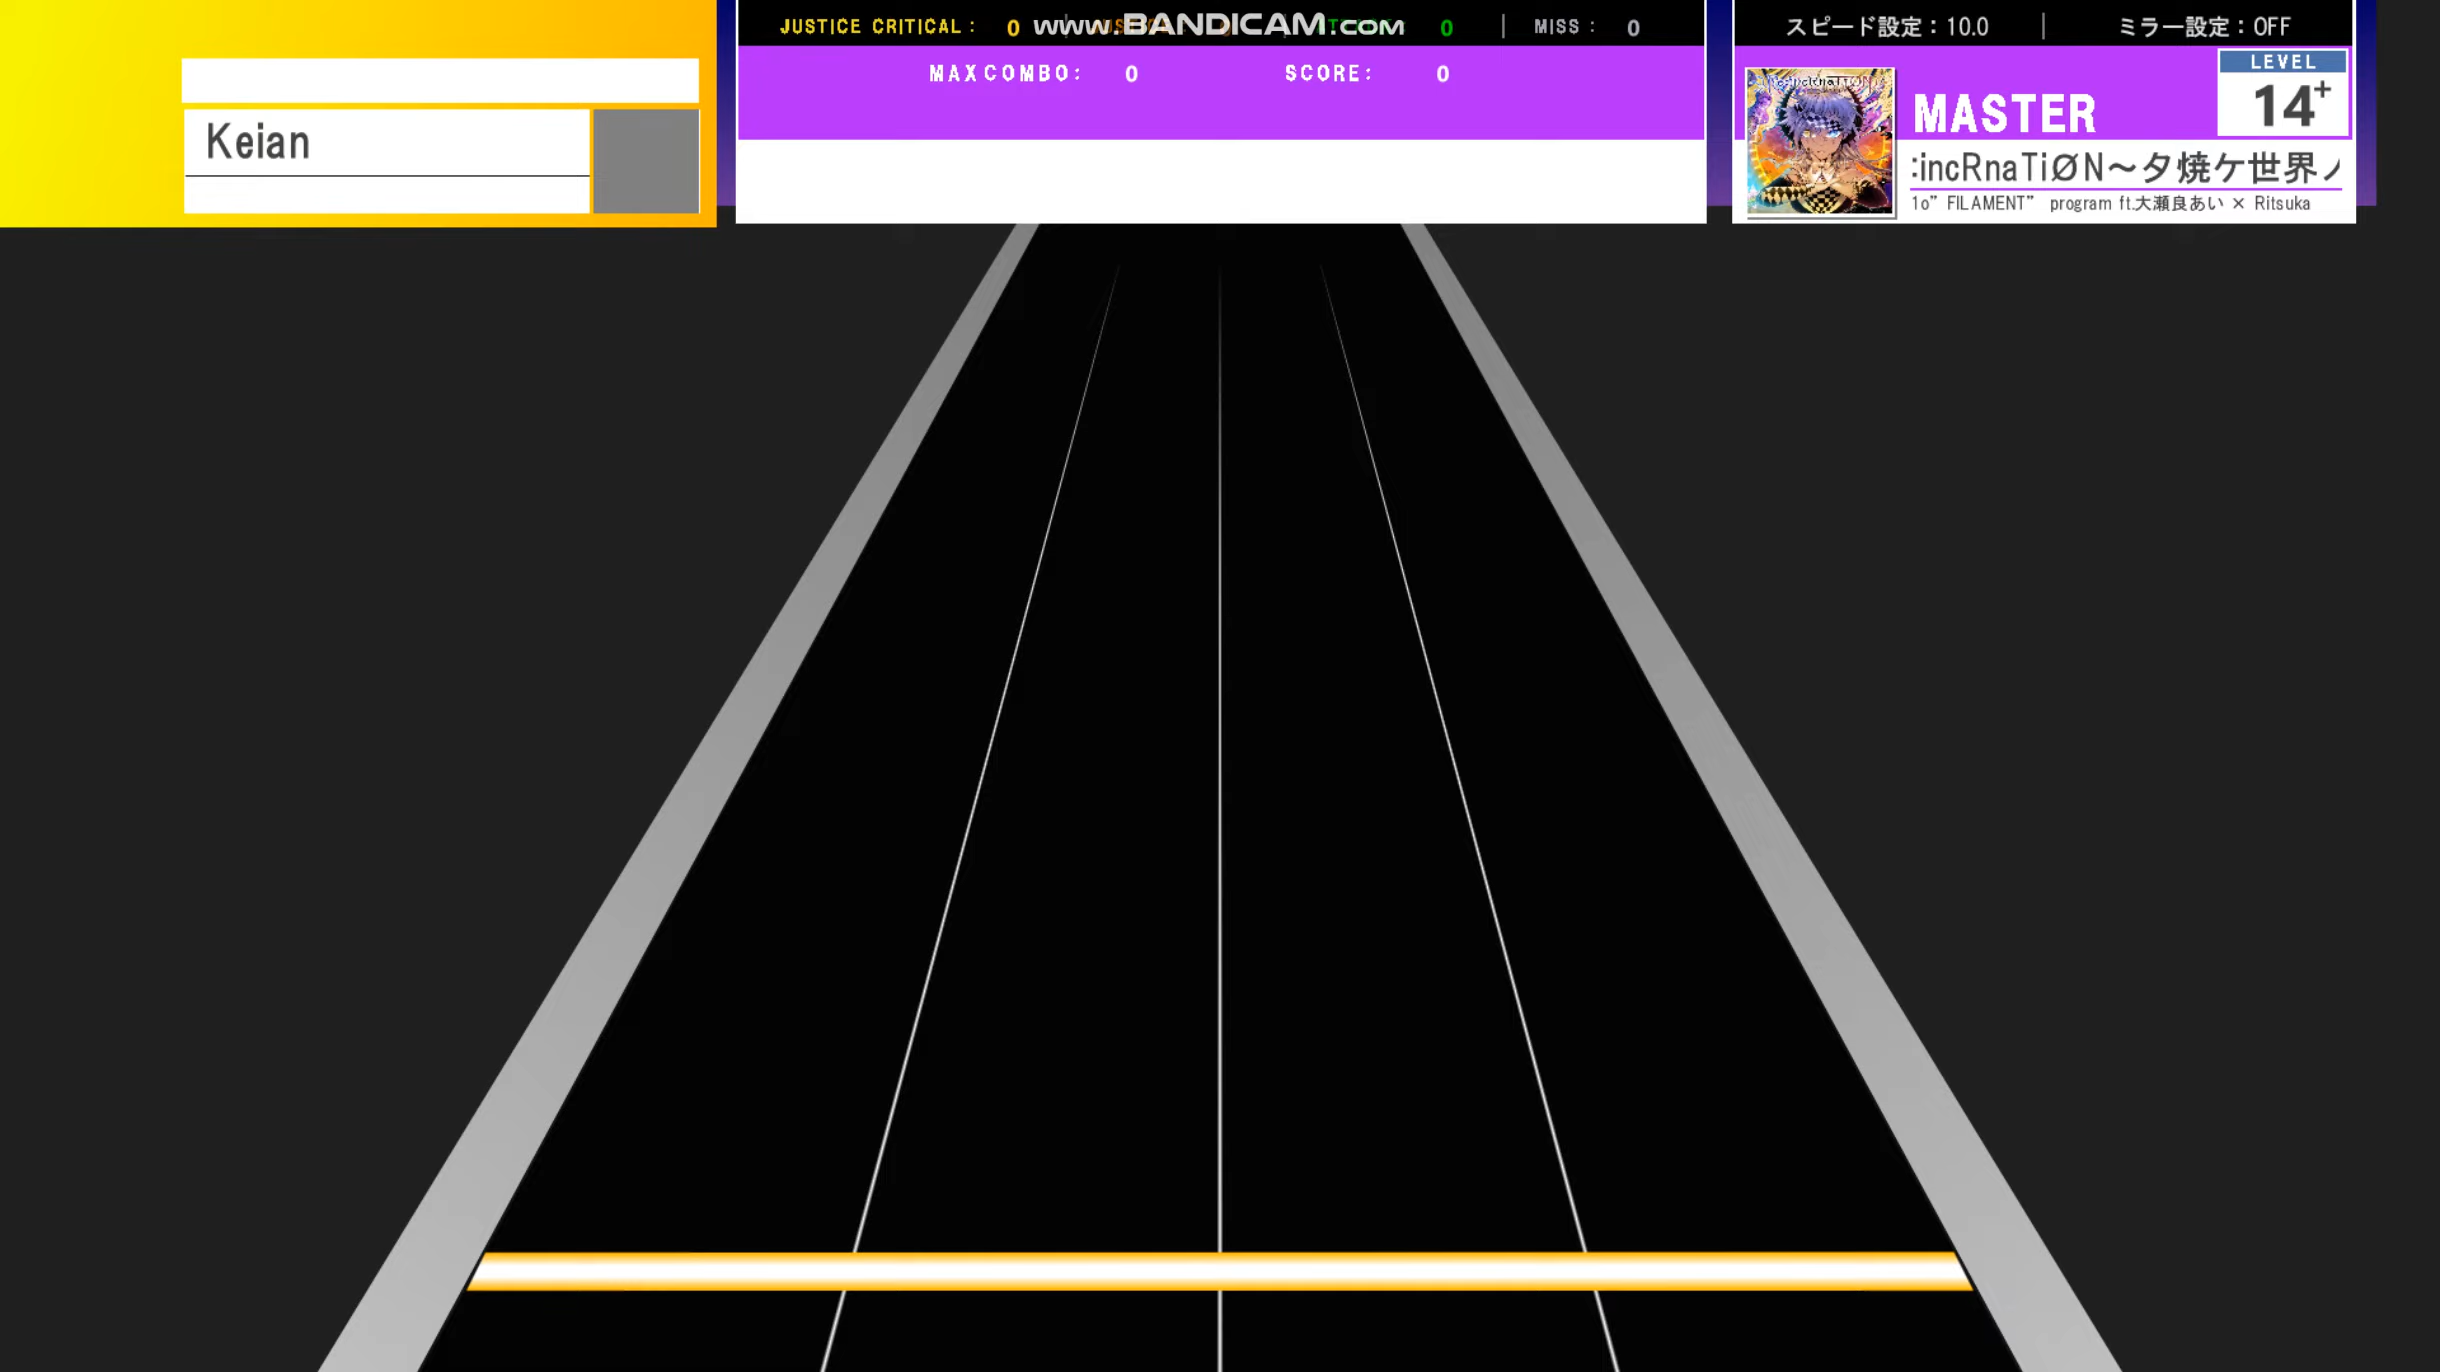 JUSTICE CRITICAL : 0 | 0 | MISS : 0
www.BANDICAM.com
スピード設定：10.0 | ミラー設定：OFF
MAXCOMBO: 0 SCORE: 0
LEVEL
14+
MASTER
Keian
:incRnaTiØN～夕焼ケ世界ノ
1o” FILAMENT” program ft.大瀬良あい × Ritsuka